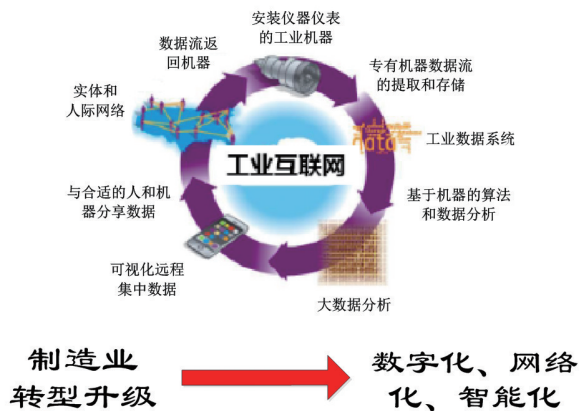 安装仪器仪表
的工业机器
数据流返
回机器
专有机器数据流
的提取和存储
实体和
人际网络
工业数据系统
工业互联网
与合适的人和机
器分享数据
基于机器的算法
和数据分析
可视化远程
集中数据
大数据分析
制造业
转型升级
数字化、网络
化、智能化